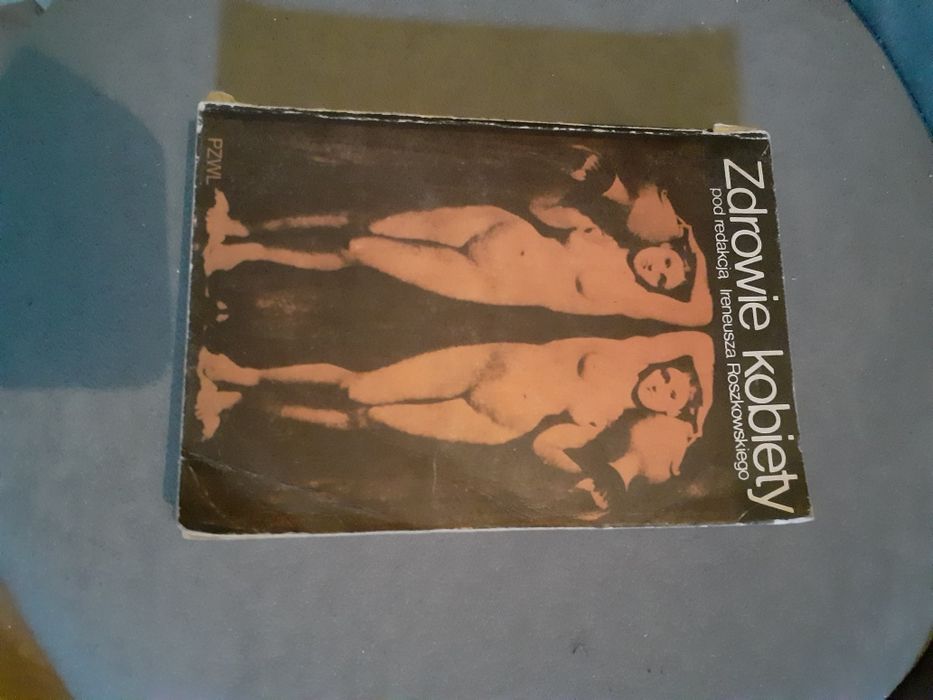 Zdrowie kobiety
pod redakcją Ireneusza Roszkowskiego
PZWL